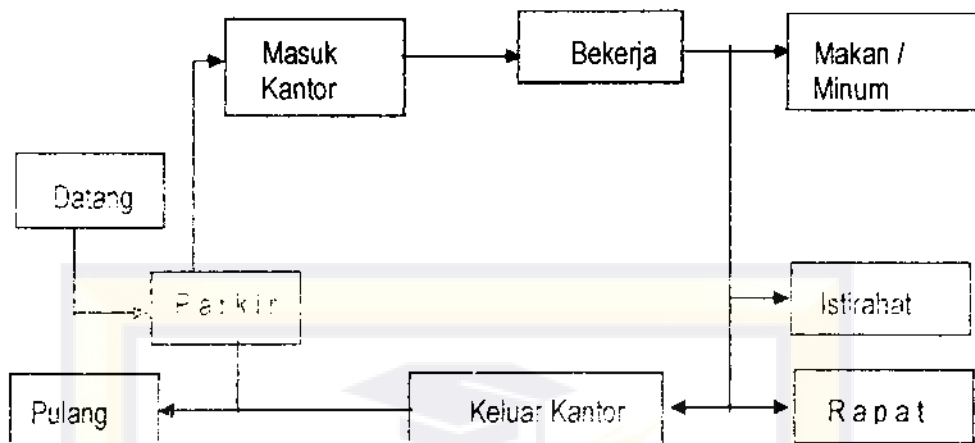 Masuk
Kantor
Bekerja
Makan /
Minum
Datang
Parkir
Istirahat
Pulang
Keluar Kantor
Rapat